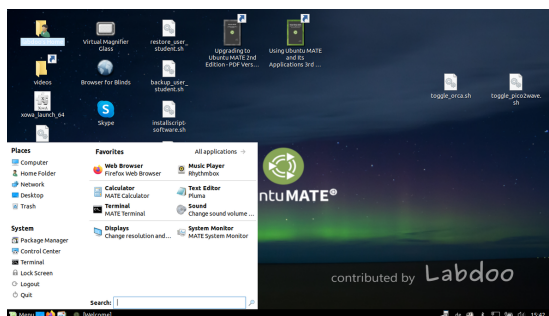 Virtual Magnifier
Glass
restore_user_
student.sh
Upgrading to
Ubuntu MATE 2nd
Edition - PDF Vers...
Using Ubuntu MATE
and Its
Applications 3rd ...
videos
Browser for Blinds
backup_user_
student.sh
toggle_orca.sh
toggle_pico2wave.
sh
xowa_launch_64
Skype
installscript-
software.sh
Places
Computer
Home Folder
Network
Desktop
Trash
System
Package Manager
Control Center
Terminal
Lock Screen
Logout
Quit
Favorites
All applications →
Web Browser
Firefox Web Browser
Music Player
Rhythmbox
Calculator
MATE Calculator
Text Editor
Pluma
Terminal
MATE Terminal
Sound
Change sound volume ...
Displays
Change resolution and...
System Monitor
MATE System Monitor
Search:
ntuMATE®
contributed by Labdoo
Menu
[Welcome]
de
15:42